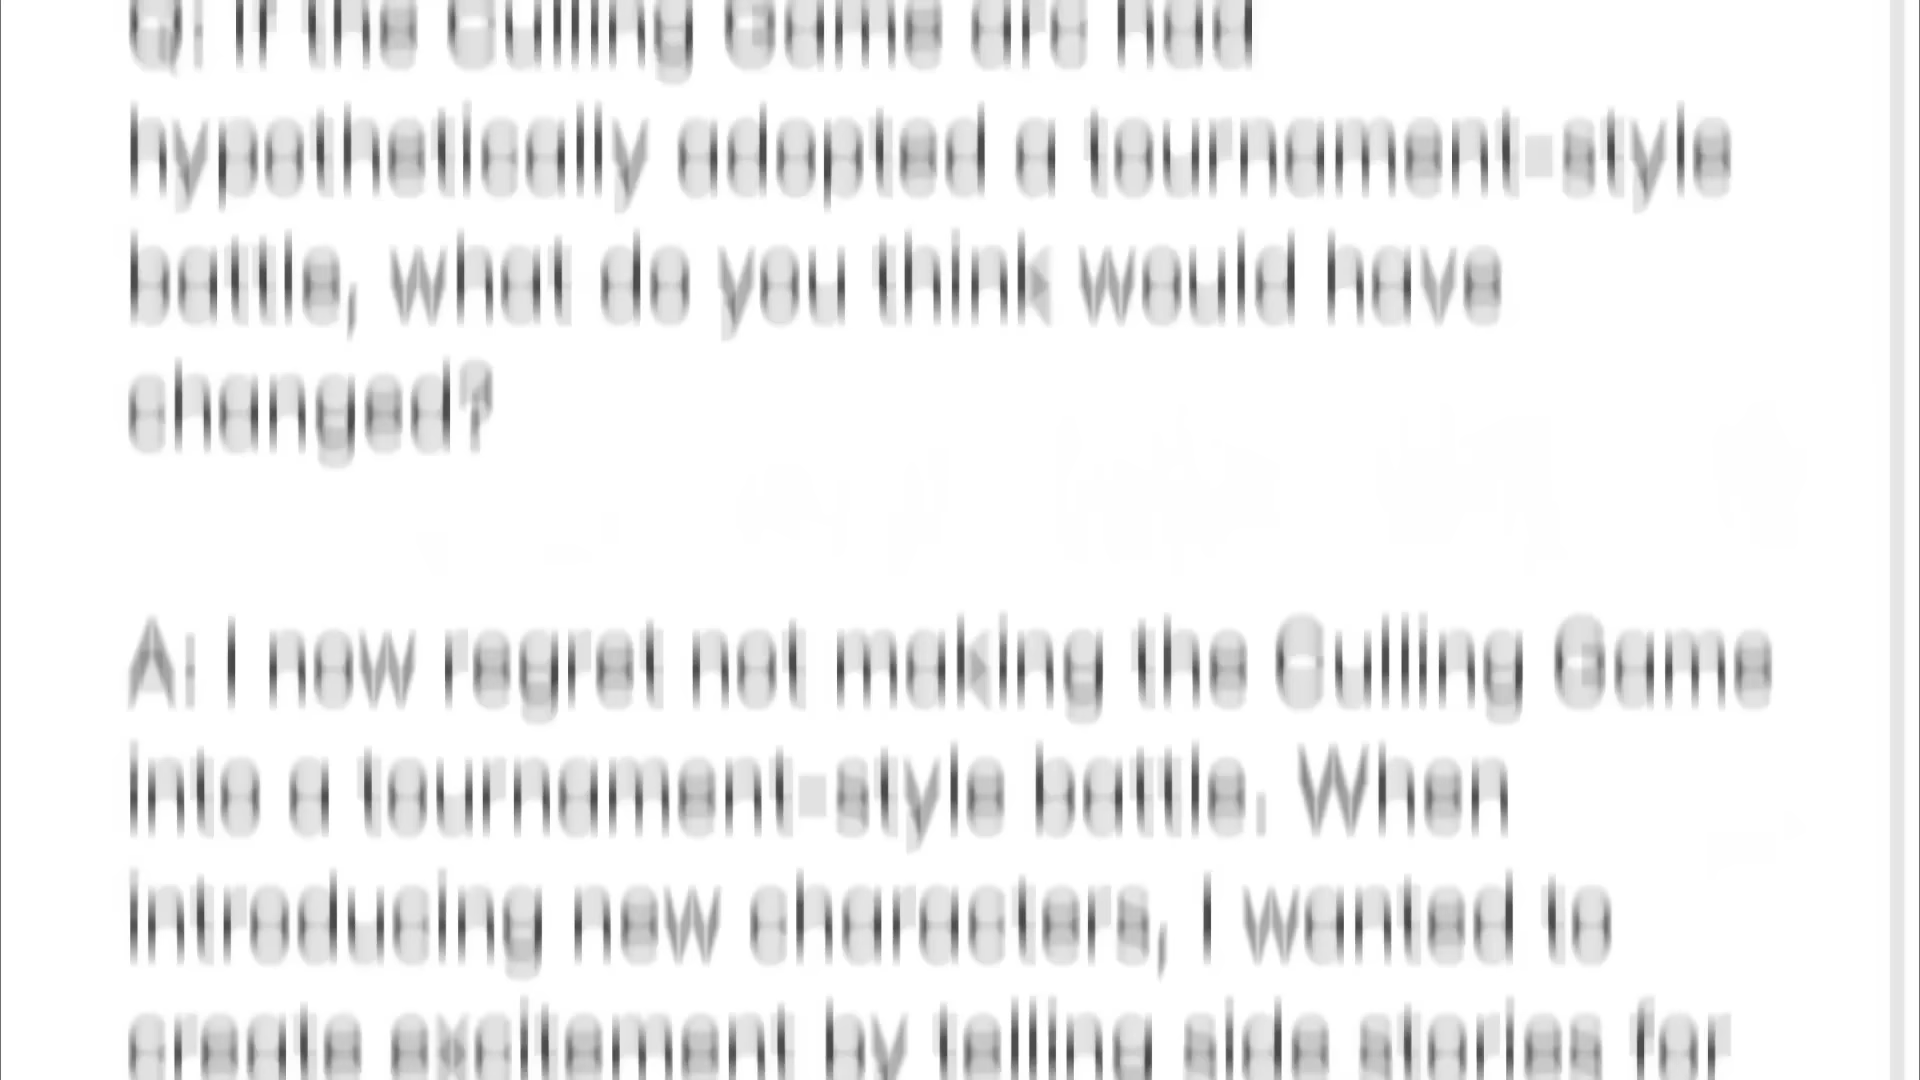 Q: If the Culling Game arc had
hypothetically adopted a tournament-style
battle, what do you think would have
changed?
A: I now regret not making the Culling Game
into a tournament-style battle. When
introducing new characters, I wanted to
create excitement by telling side stories for